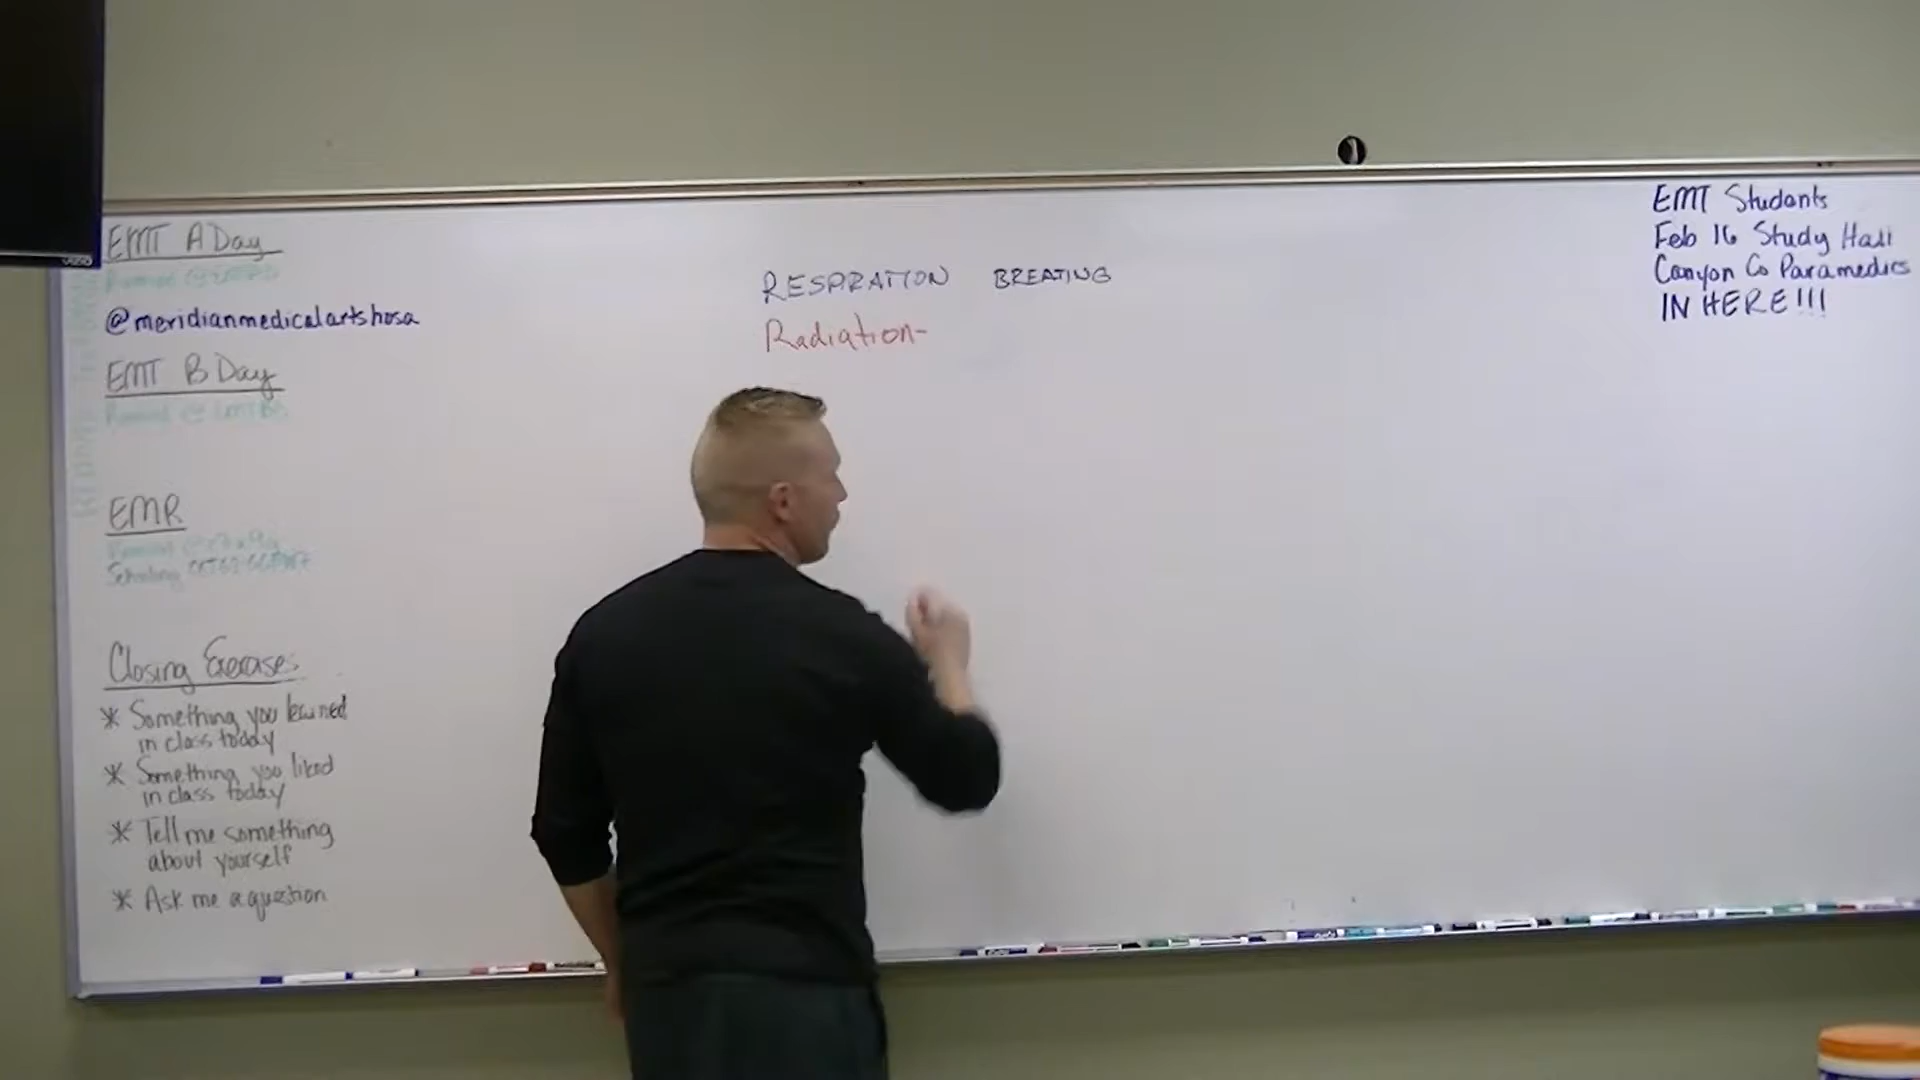 EMT A Day
@meridianmedicalartshosa
EMT B Day
EMR
Closing Exercises
* Something you learned
in class today
* Something you liked
in class today
* Tell me something
about yourself
* Ask me a question
RESPIRATION BREATING
Radiation-
EMT Students
Feb 16 Study Hall
Canyon Co Paramedics
IN HERE!!!